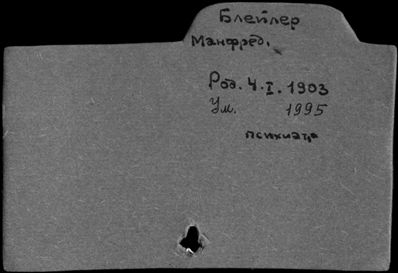 Блейлер
Манфред.
Род. 4. I. 1903
Ум. 1995
психиатр